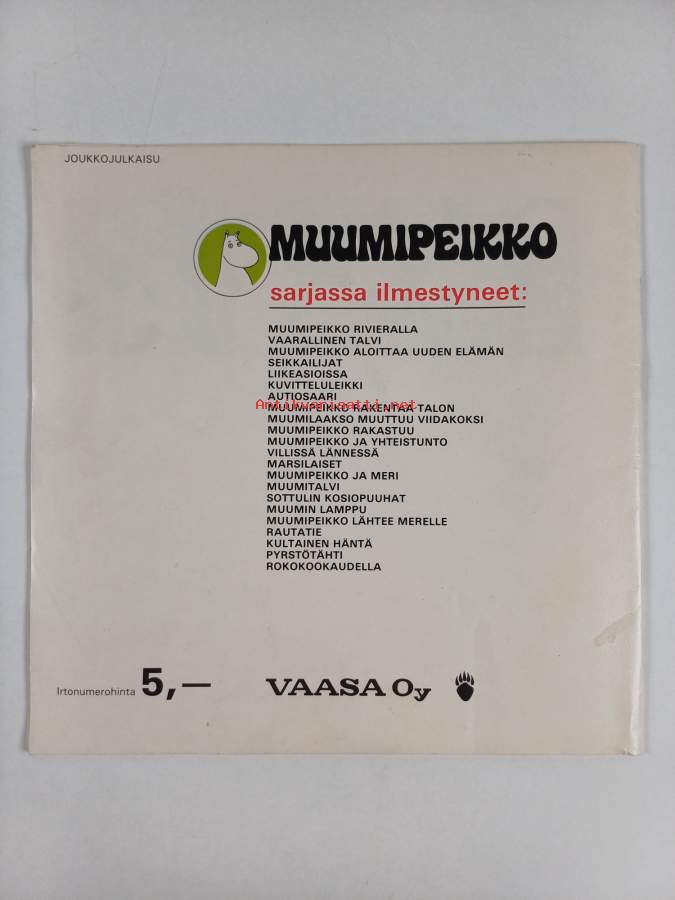 JOUKKOJULKAISU
MUUMIPEIKKO
sarjassa ilmestyneet:
MUUMIPEIKKO RIVIERALLA
VAARALLINEN TALVI
MUUMIPEIKKO ALOITTAA UUDEN ELÄMÄN
SEIKKAILIJAT
LIIKEASIOISSA
KUVITTELULEIKKI
AUTIOSAARI
Antikvariaatti.net
MUUMIPEIKKO RAKENTAA TALON
MUUMILAAKSO MUUTTUU VIIDAKOKSI
MUUMIPEIKKO RAKASTUU
MUUMIPEIKKO JA YHTEISTUNTO
VILLISSÄ LÄNNESSÄ
MARSILAISET
MUUMIPEIKKO JA MERI
MUUMITALVI
SOTTULIN KOSIOPUUHAT
MUUMIN LAMPPU
MUUMIPEIKKO LÄHTEE MERELLE
RAUTATIE
KULTAINEN HÄNTÄ
PYRSTÖTÄHTI
ROKOKOOKAUDELLA
Irtonumerohinta 5,—
VAASA Oy